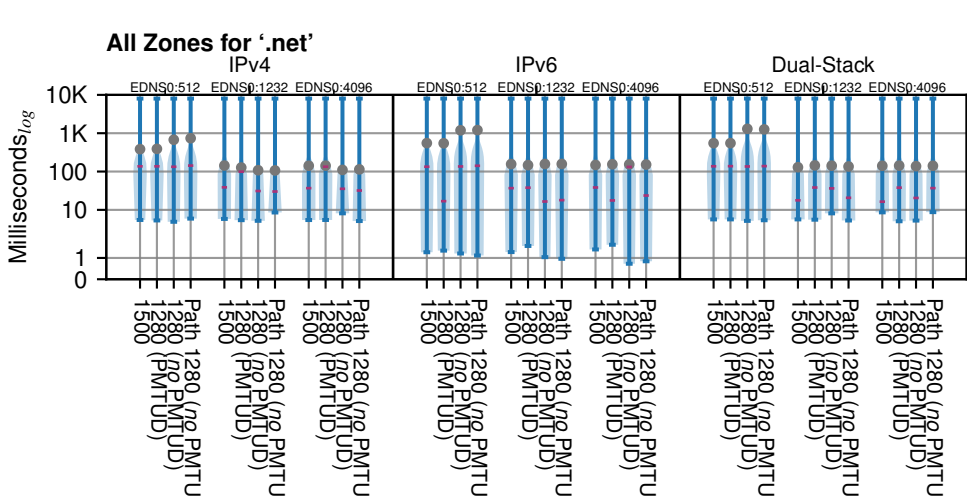 All Zones for ‘.net’
IPv4
IPv6
Dual-Stack
EDNS0:512
EDNS0:1232
EDNS0:4096
EDNS0:512
EDNS0:1232
EDNS0:4096
EDNS0:512
EDNS0:1232
EDNS0:4096
Milliseconds_log
10K
1K
100
10
1
0
1500
1280 (PMTUD)
1280 (no PMTUD)
Path 1280 (no PMTU
1500
1280 (PMTUD)
1280 (no PMTUD)
Path 1280 (no PMTU
1500
1280 (PMTUD)
1280 (no PMTUD)
Path 1280 (no PMTU
1500
1280 (PMTUD)
1280 (no PMTUD)
Path 1280 (no PMTU
1500
1280 (PMTUD)
1280 (no PMTUD)
Path 1280 (no PMTU
1500
1280 (PMTUD)
1280 (no PMTUD)
Path 1280 (no PMTU
1500
1280 (PMTUD)
1280 (no PMTUD)
Path 1280 (no PMTU
1500
1280 (PMTUD)
1280 (no PMTUD)
Path 1280 (no PMTU
1500
1280 (PMTUD)
1280 (no PMTUD)
Path 1280 (no PMTU